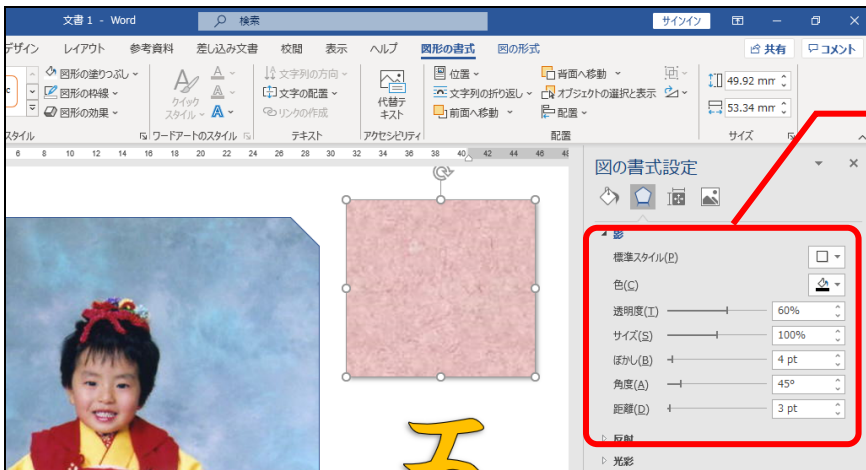 文書 1 - Word
検索
サインイン
デザイン レイアウト 参考資料 差し込み文書 校閲 表示 ヘルプ 図形の書式 図の形式 共有 コメント
図形の塗りつぶし
図形の枠線
図形の効果
スタイル
クイック
スタイル
ワードアートのスタイル
文字列の方向
文字の配置
リンクの作成
テキスト
代替テ
キスト
アクセシビリティ
位置
文字列の折り返し
前面へ移動
背面へ移動
オブジェクトの選択と表示
配置
配置
49.92 mm
53.34 mm
サイズ
6 8 10 12 14 16 18 20 22 24 26 28 30 32 34 36 38 40 42 44 46 48
図の書式設定
影
標準スタイル(P)
色(C)
透明度(T) 60%
サイズ(S) 100%
ぼかし(B) 4 pt
角度(A) 45°
距離(D) 3 pt
反射
光彩